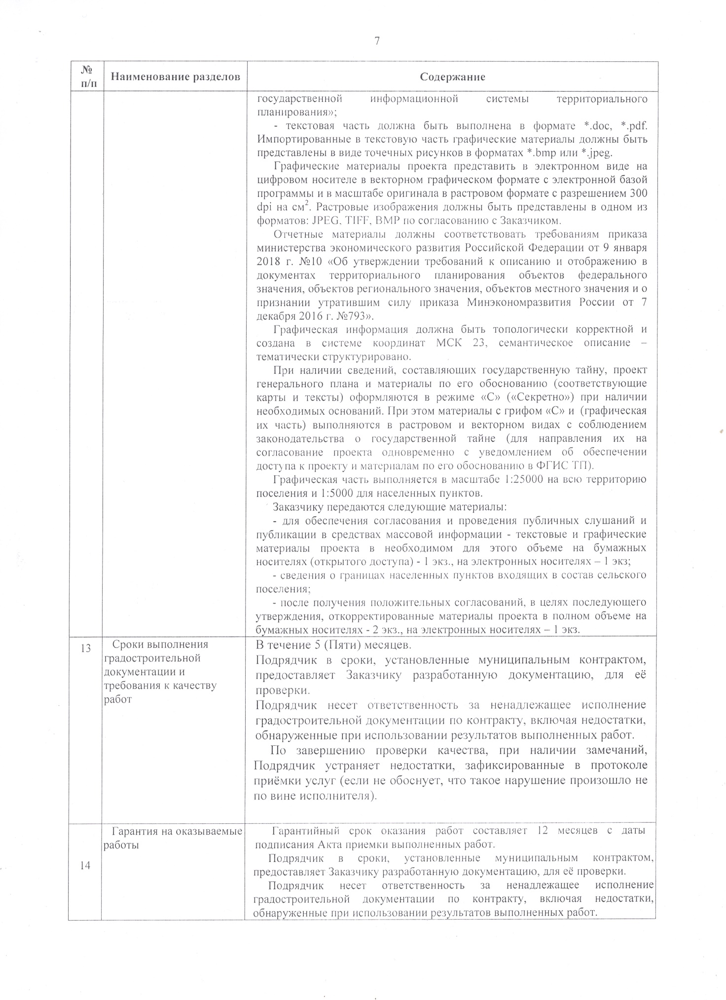 7
№
п/п
Наименование разделов
Содержание
государственной информационной системы территориального
планирования»;
- текстовая часть должна быть выполнена в формате *.doc, *.pdf.
Импортированные в текстовую часть графические материалы должны быть
представлены в виде точечных рисунков в форматах *.bmp или *.jpeg.
Графические материалы проекта представить в электронном виде на
цифровом носителе в векторном графическом формате с электронной базой
программы и в масштабе оригинала в растровом формате с разрешением 300
dpi на см². Растровые изображения должны быть представлены в одном из
форматов: JPEG, TIFF, BMP по согласованию с Заказчиком.
Отчетные материалы должны соответствовать требованиям приказа
министерства экономического развития Российской Федерации от 9 января
2018 г. №10 «Об утверждении требований к описанию и отображению в
документах территориального планирования объектов федерального
значения, объектов регионального значения, объектов местного значения и о
признании утратившим силу приказа Минэкономразвития России от 7
декабря 2016 г. №793».
Графическая информация должна быть топологически корректной и
создана в системе координат МСК 23, семантическое описание –
тематически структурировано.
При наличии сведений, составляющих государственную тайну, проект
генерального плана и материалы по его обоснованию (соответствующие
карты и тексты) оформляются в режиме «С» («Секретно») при наличии
необходимых оснований. При этом материалы с грифом «С» и (графическая
их часть) выполняются в растровом и векторном видах с соблюдением
законодательства о государственной тайне (для направления их на
согласование проекта одновременно с уведомлением об обеспечении
доступа к проекту и материалам по его обоснованию в ФГИС ТП).
Графическая часть выполняется в масштабе 1:25000 на всю территорию
поселения и 1:5000 для населенных пунктов.
Заказчику передаются следующие материалы:
- для обеспечения согласования и проведения публичных слушаний и
публикации в средствах массовой информации - текстовые и графические
материалы проекта в необходимом для этого объеме на бумажных
носителях (открытого доступа) - 1 экз., на электронных носителях – 1 экз;
- сведения о границах населенных пунктов входящих в состав сельского
поселения;
- после получения положительных согласований, в целях последующего
утверждения, откорректированные материалы проекта в полном объеме на
бумажных носителях - 2 экз., на электронных носителях – 1 экз.
13
Сроки выполнения
градостроительной
документации и
требования к качеству
работ
В течение 5 (Пяти) месяцев.
Подрядчик в сроки, установленные муниципальным контрактом,
предоставляет Заказчику разработанную документацию, для её
проверки.
Подрядчик несет ответственность за ненадлежащее исполнение
градостроительной документации по контракту, включая недостатки,
обнаруженные при использовании результатов выполненных работ.
По завершению проверки качества, при наличии замечаний,
Подрядчик устраняет недостатки, зафиксированные в протоколе
приёмки услуг (если не обоснует, что такое нарушение произошло не
по вине исполнителя).
14
Гарантия на оказываемые
работы
Гарантийный срок оказания работ составляет 12 месяцев с даты
подписания Акта приемки выполненных работ.
Подрядчик в сроки, установленные муниципальным контрактом,
предоставляет Заказчику разработанную документацию, для её проверки.
Подрядчик несет ответственность за ненадлежащее исполнение
градостроительной документации по контракту, включая недостатки,
обнаруженные при использовании результатов выполненных работ.